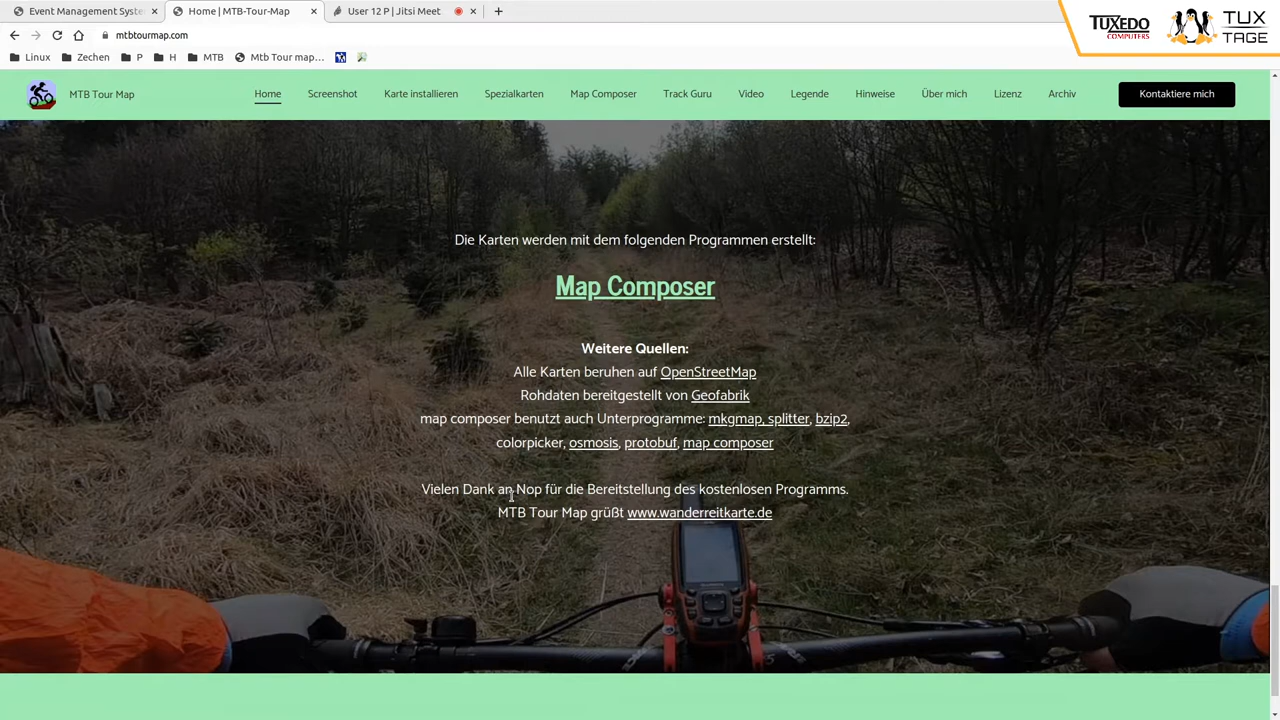 Event Management Syste
Home | MTB-Tour-Map
User 12 P | Jitsi Meet
mtbtourmap.com
Linux
Zechen
P
H
MTB
Mtb Tour map…
TUXEDO
COMPUTERS
TUX
TAGE
MTB Tour Map
Home
Screenshot
Karte installieren
Spezialkarten
Map Composer
Track Guru
Video
Legende
Hinweise
Über mich
Lizenz
Archiv
Kontaktiere mich
Die Karten werden mit dem folgenden Programmen erstellt:
Map Composer
Weitere Quellen:
Alle Karten beruhen auf OpenStreetMap
Rohdaten bereitgestellt von Geofabrik
map composer benutzt auch Unterprogramme: mkgmap, splitter, bzip2,
colorpicker, osmosis, protobuf, map composer
Vielen Dank an Nop für die Bereitstellung des kostenlosen Programms.
MTB Tour Map grüßt www.wanderreitkarte.de